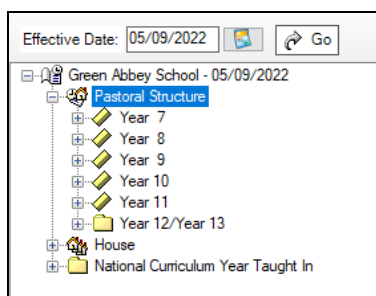 Effective Date: 05/09/2022 Go
Green Abbey School - 05/09/2022
Pastoral Structure
Year 7
Year 8
Year 9
Year 10
Year 11
Year 12/Year 13
House
National Curriculum Year Taught In